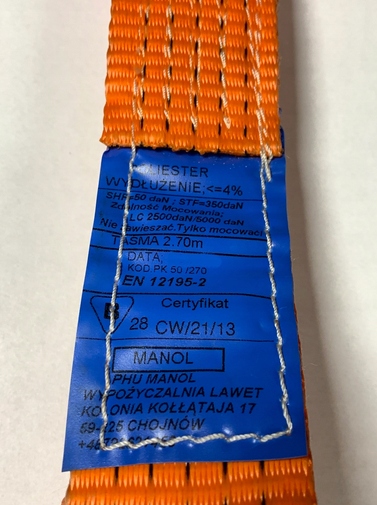 IESTER
WYDŁUŻENIE;<=4%
SHF=50 daN ; STF=350daN
Zdolność Mocowania;
LC 2500daN/5000 daN
Nie zawieszać.Tylko mocować
TAŚMA 2.70m
DATA,
KOD PK 50 /270
EN 12195-2
Certyfikat
B
28 CW/21/13
MANOL
PHU MANOL
WYPOŻYCZALNIA LAWET
KOLONIA KOŁŁĄTAJA 17
59-225 CHOJNÓW